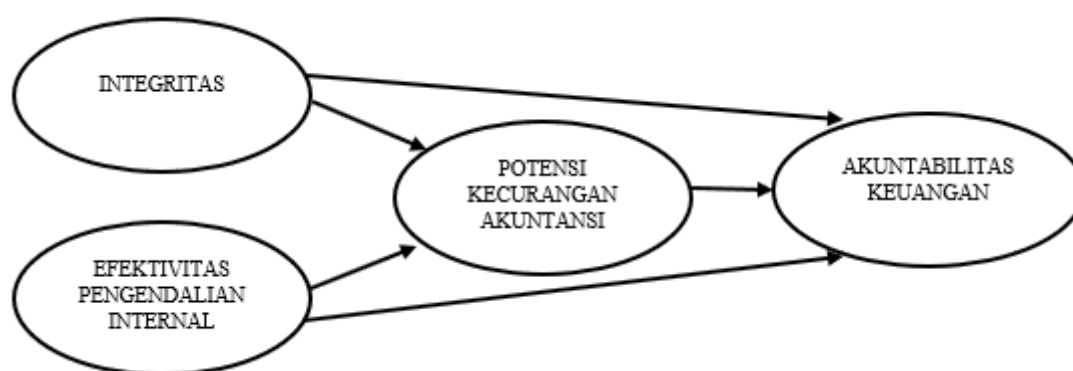 INTEGRITAS
POTENSI
KECURANGAN
AKUNTANSI
AKUNTABILITAS
KEUANGAN
EFEKTIVITAS
PENGENDALIAN
INTERNAL